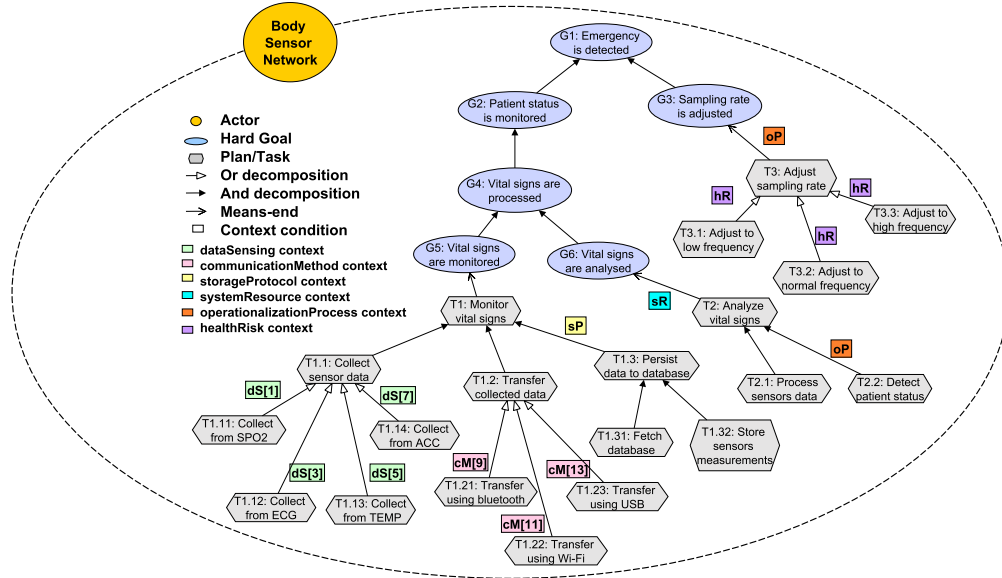 Body
Sensor
Network
G1: Emergency
is detected
G2: Patient status
is monitored
G3: Sampling rate
is adjusted
oP
Actor
Hard Goal
Plan/Task
Or decomposition
And decomposition
Means-end
Context condition
dataSensing context
communicationMethod context
storageProtocol context
systemResource context
operationalizationProcess context
healthRisk context
G4: Vital signs are
processed
T3: Adjust
sampling rate
hR
hR
hR
T3.1: Adjust to
low frequency
T3.3: Adjust to
high frequency
T3.2: Adjust to
normal frequency
G5: Vital signs
are monitored
G6: Vital signs
are analysed
sR
T1: Monitor
vital signs
sP
T2: Analyze
vital signs
oP
T1.1: Collect
sensor data
T1.2: Transfer
collected data
T1.3: Persist
data to database
T2.1: Process
sensors data
T2.2: Detect
patient status
dS[1]
dS[7]
T1.11: Collect
from SPO2
T1.14: Collect
from ACC
T1.31: Fetch
database
T1.32: Store
sensors
measurements
dS[3]
dS[5]
cM[9]
cM[13]
T1.12: Collect
from ECG
T1.13: Collect
from TEMP
T1.21: Transfer
using bluetooth
T1.23: Transfer
using USB
cM[11]
T1.22: Transfer
using Wi-Fi